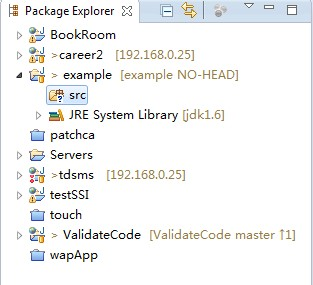 Package Explorer
BookRoom
> career2 [192.168.0.25]
> example [example NO-HEAD]
src
JRE System Library [jdk1.6]
patchca
Servers
>tdsms [192.168.0.25]
testSSI
touch
> ValidateCode [ValidateCode master ↑1]
wapApp